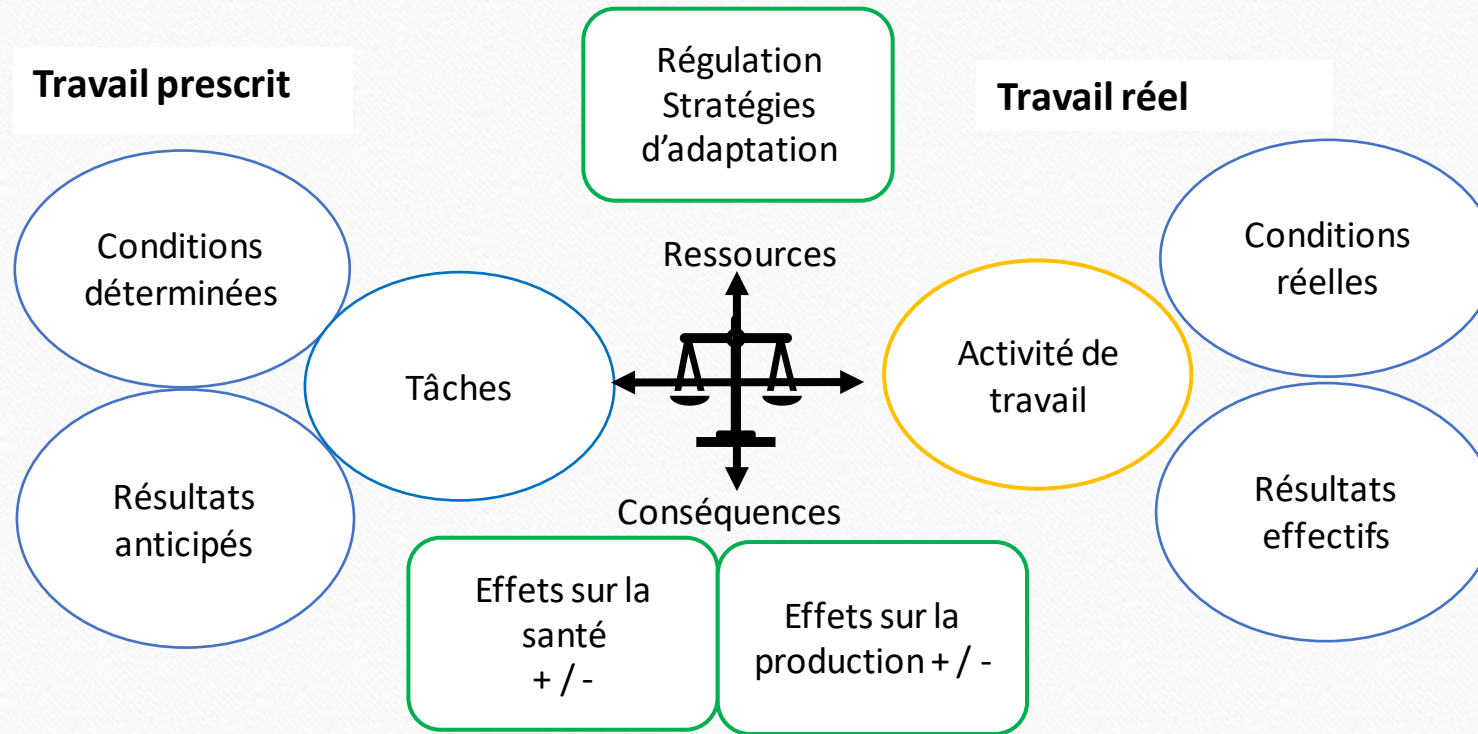 Travail prescrit
Conditions
déterminées
Résultats
anticipés
Tâches
Régulation
Stratégies
d'adaptation
Ressources
Conséquences
Effets sur la
santé
+ / -
Effets sur la
production + / -
Travail réel
Activité de
travail
Conditions
réelles
Résultats
effectifs